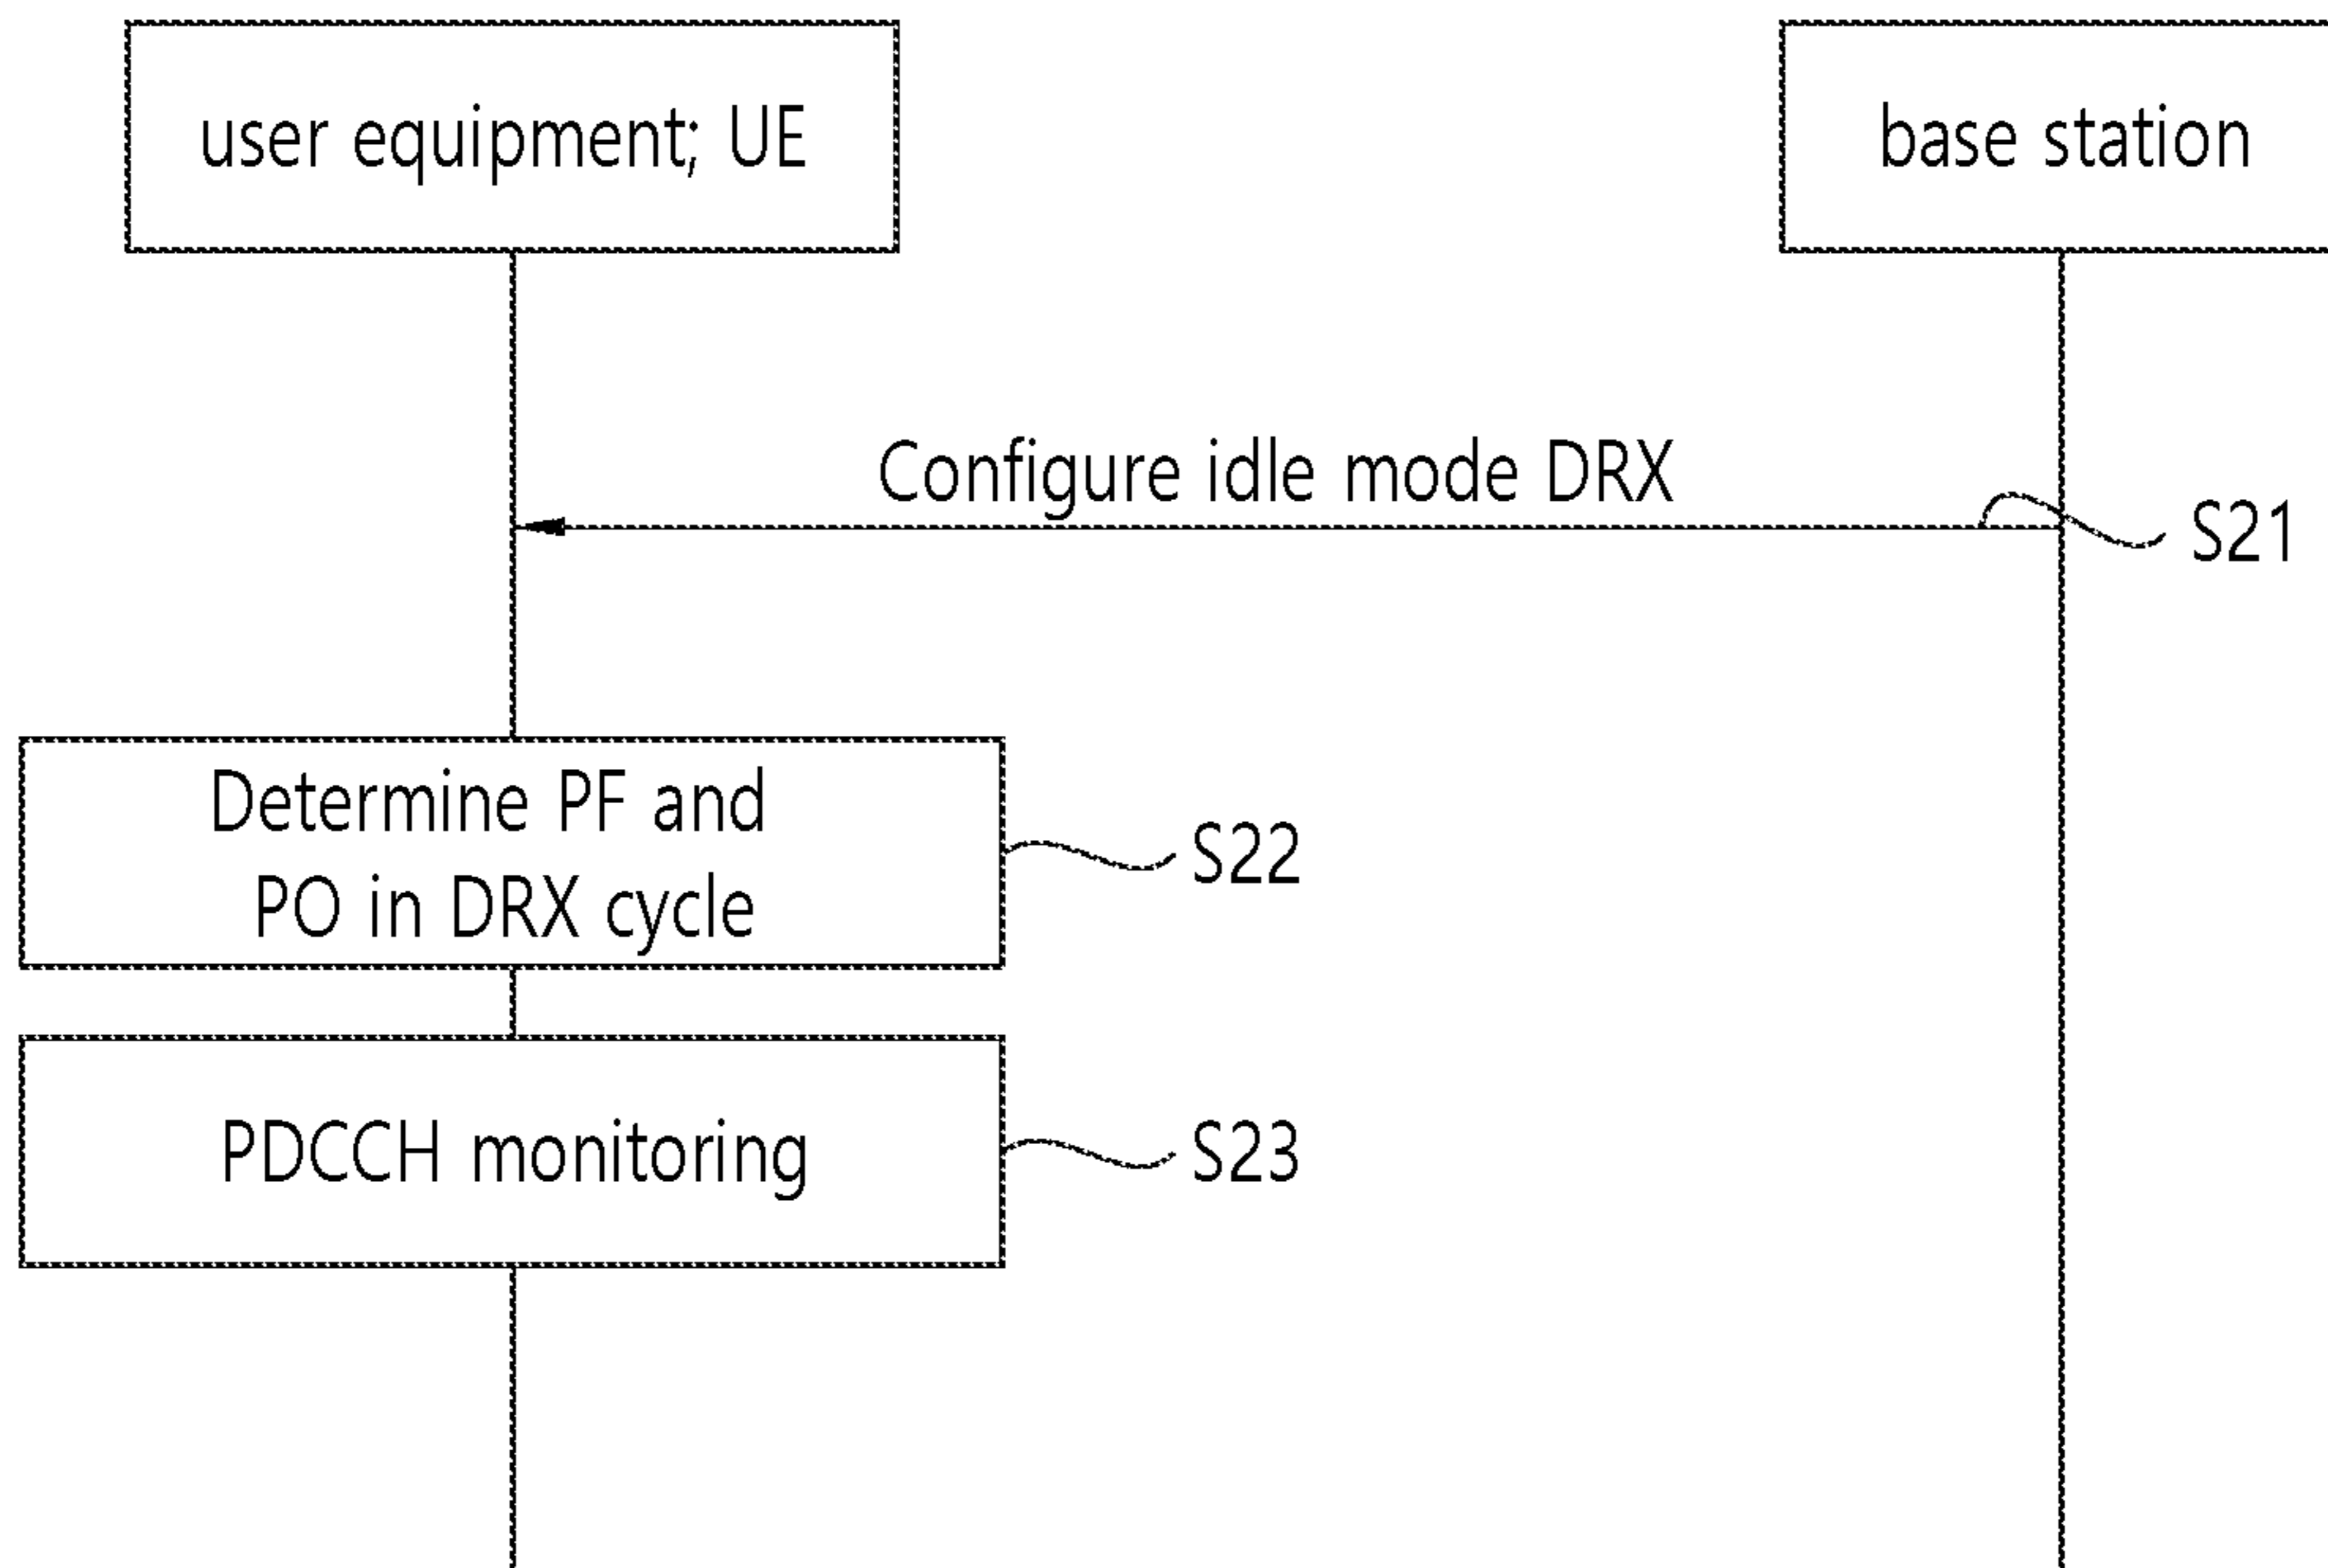 user equipment; UE
base station
Configure idle mode DRX
S21
Determine PF and
PO in DRX cycle
S22
PDCCH monitoring
S23